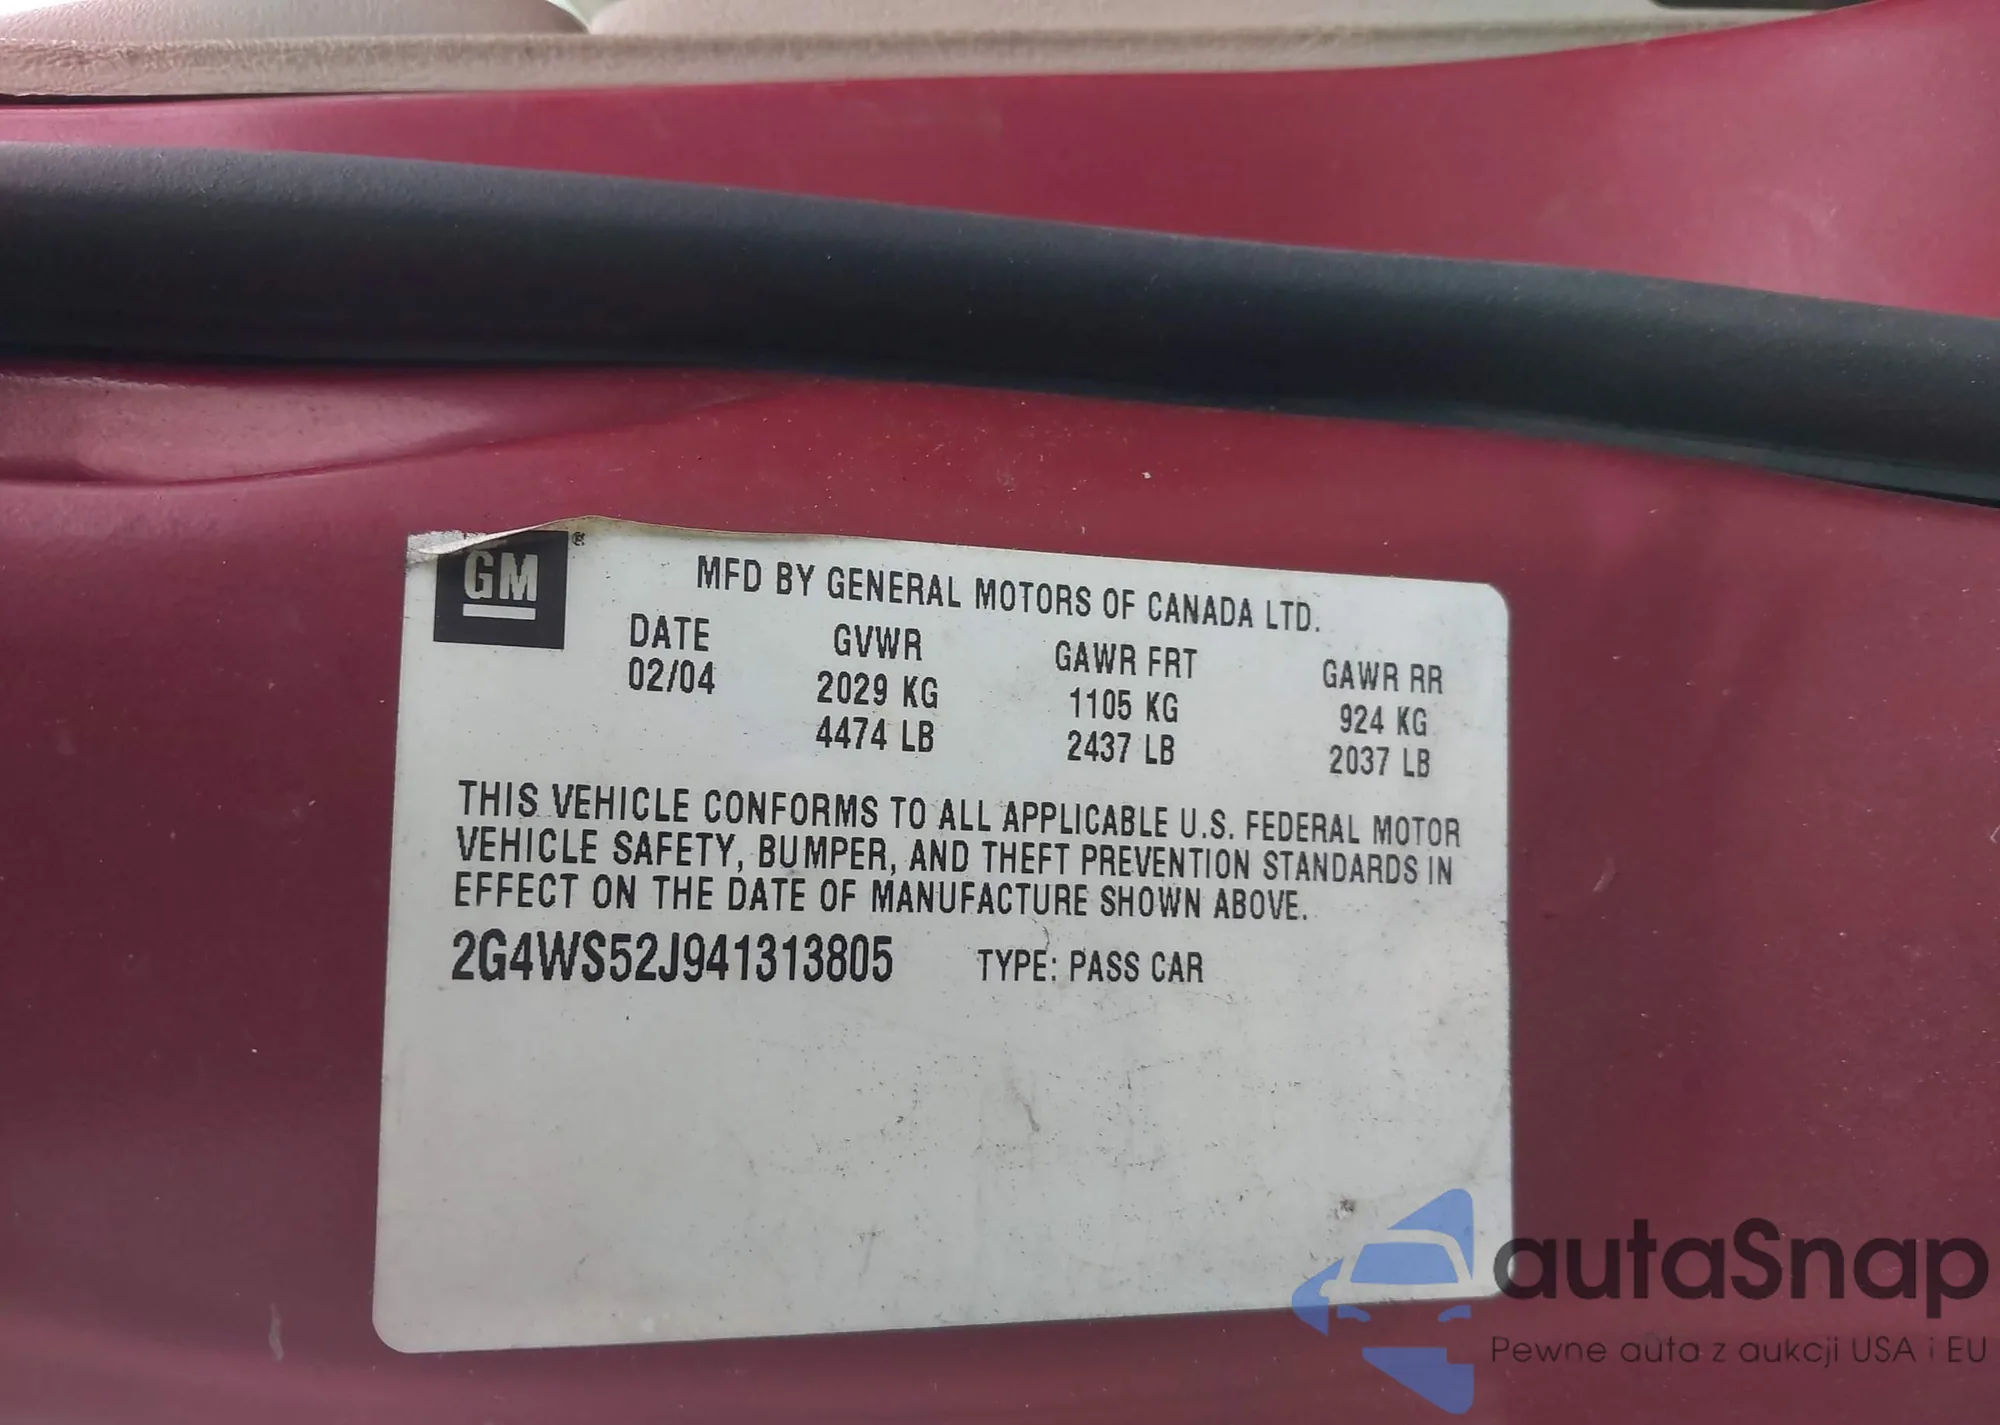 GM ®
MFD BY GENERAL MOTORS OF CANADA LTD.
DATE GVWR GAWR FRT GAWR RR
02/04 2029 KG 1105 KG 924 KG
4474 LB 2437 LB 2037 LB
THIS VEHICLE CONFORMS TO ALL APPLICABLE U.S. FEDERAL MOTOR
VEHICLE SAFETY, BUMPER, AND THEFT PREVENTION STANDARDS IN
EFFECT ON THE DATE OF MANUFACTURE SHOWN ABOVE.
2G4WS52J941313805 TYPE: PASS CAR
autaSnap
Pewne auta z aukcji USA i EU